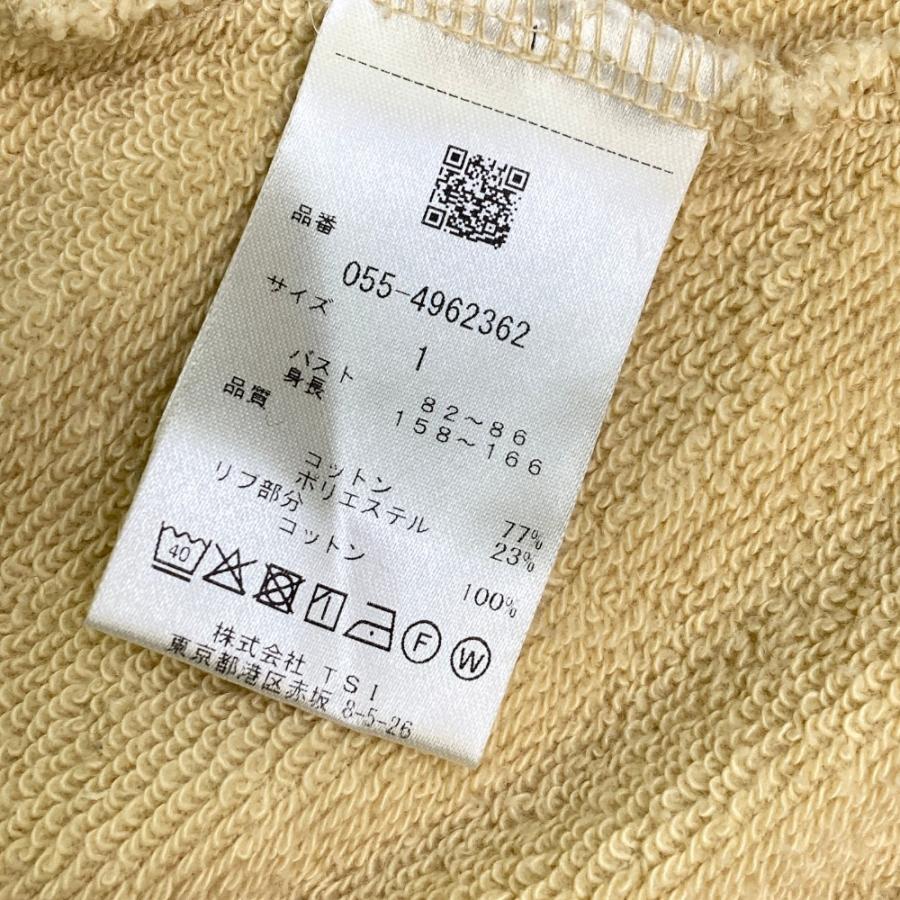 品番
055-4962362
サイズ
1
バスト 82～86
身長 158～166
品質
コットン 77%
ポリエステル 23%
リブ部分
コットン 100%
40
F
W
株式会社 TSI
東京都港区赤坂 8-5-26